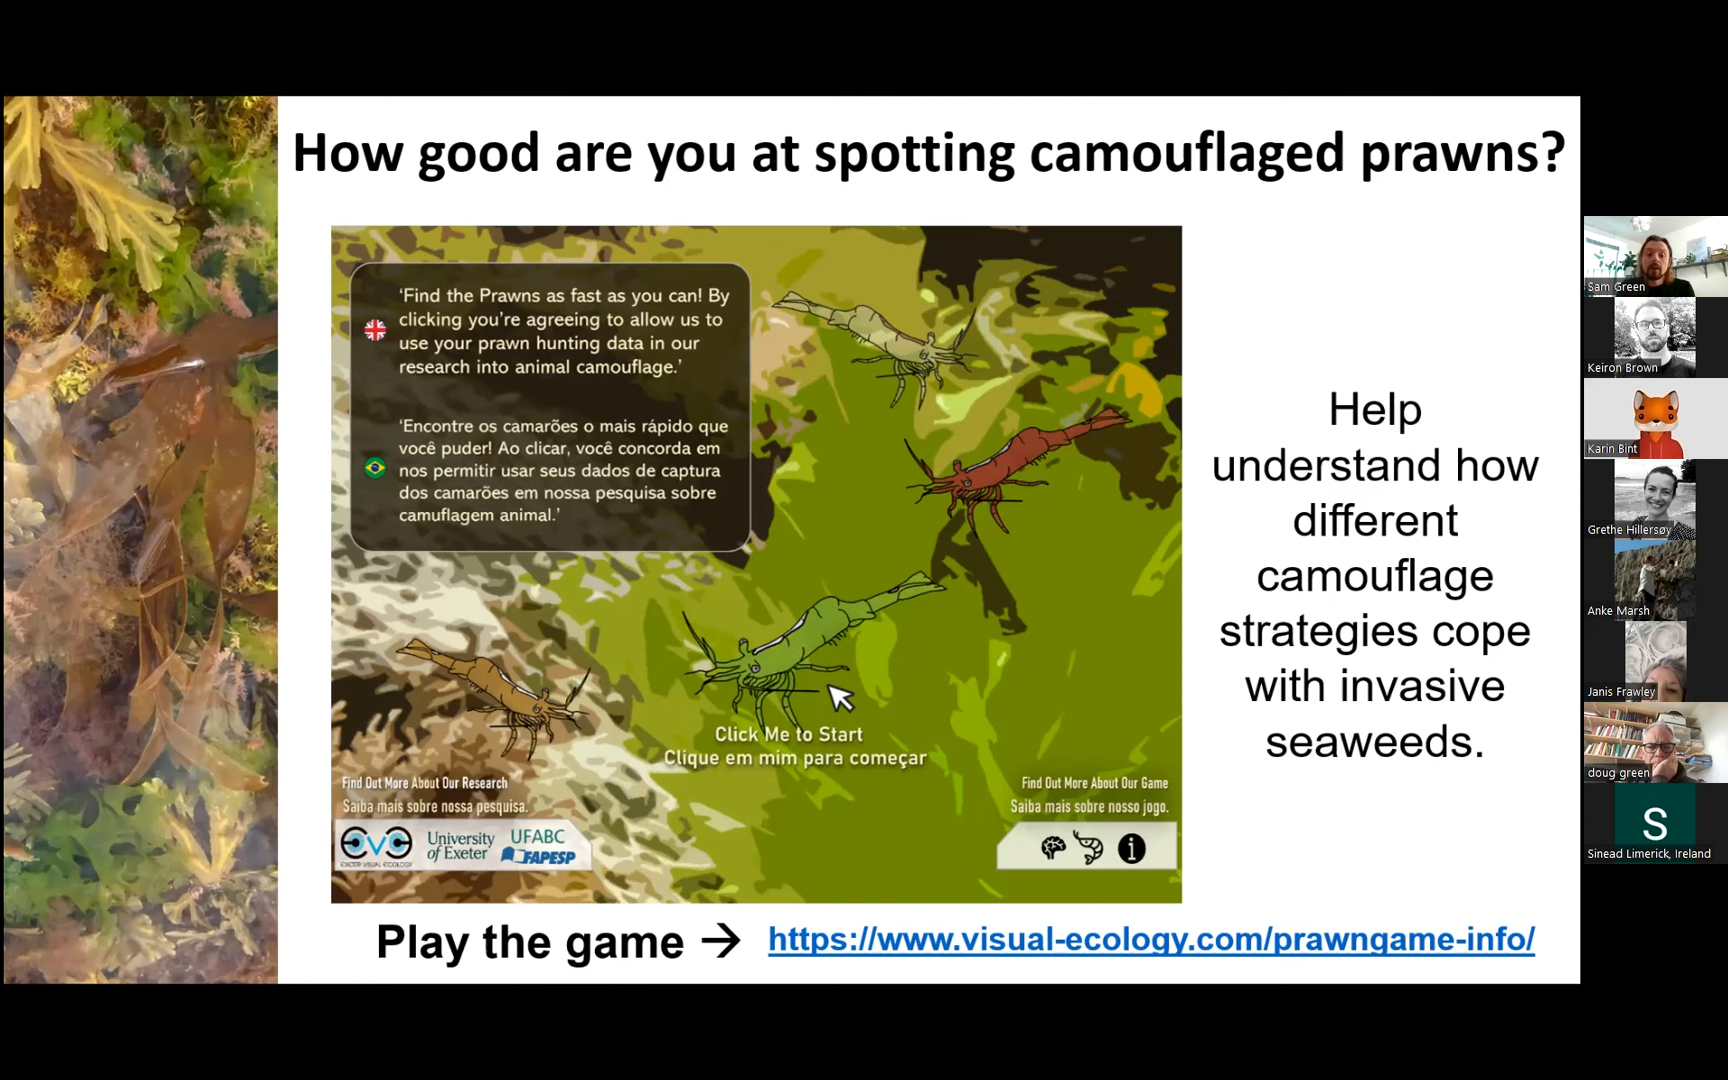 How good are you at spotting camouflaged prawns?
‘Find the Prawns as fast as you can! By
clicking you’re agreeing to allow us to
use your prawn hunting data in our
research into animal camouflage.’
‘Encontre os camarões o mais rápido que
você puder! Ao clicar, você concorda em
nos permitir usar seus dados de captura
dos camarões em nossa pesquisa sobre
camuflagem animal.’
Click Me to Start
Clique em mim para começar
Find Out More About Our Research
Saiba mais sobre nossa pesquisa.
EXETER VISUAL ECOLOGY
University
of Exeter
UFABC
FAPESP
Find Out More About Our Game
Saiba mais sobre nosso jogo.
Help
understand how
different
camouflage
strategies cope
with invasive
seaweeds.
Play the game → https://www.visual-ecology.com/prawngame-info/
Sam Green
Keiron Brown
Karin Bint
Grethe Hillersøy
Anke Marsh
Janis Frawley
doug green
S
Sinead Limerick, Ireland